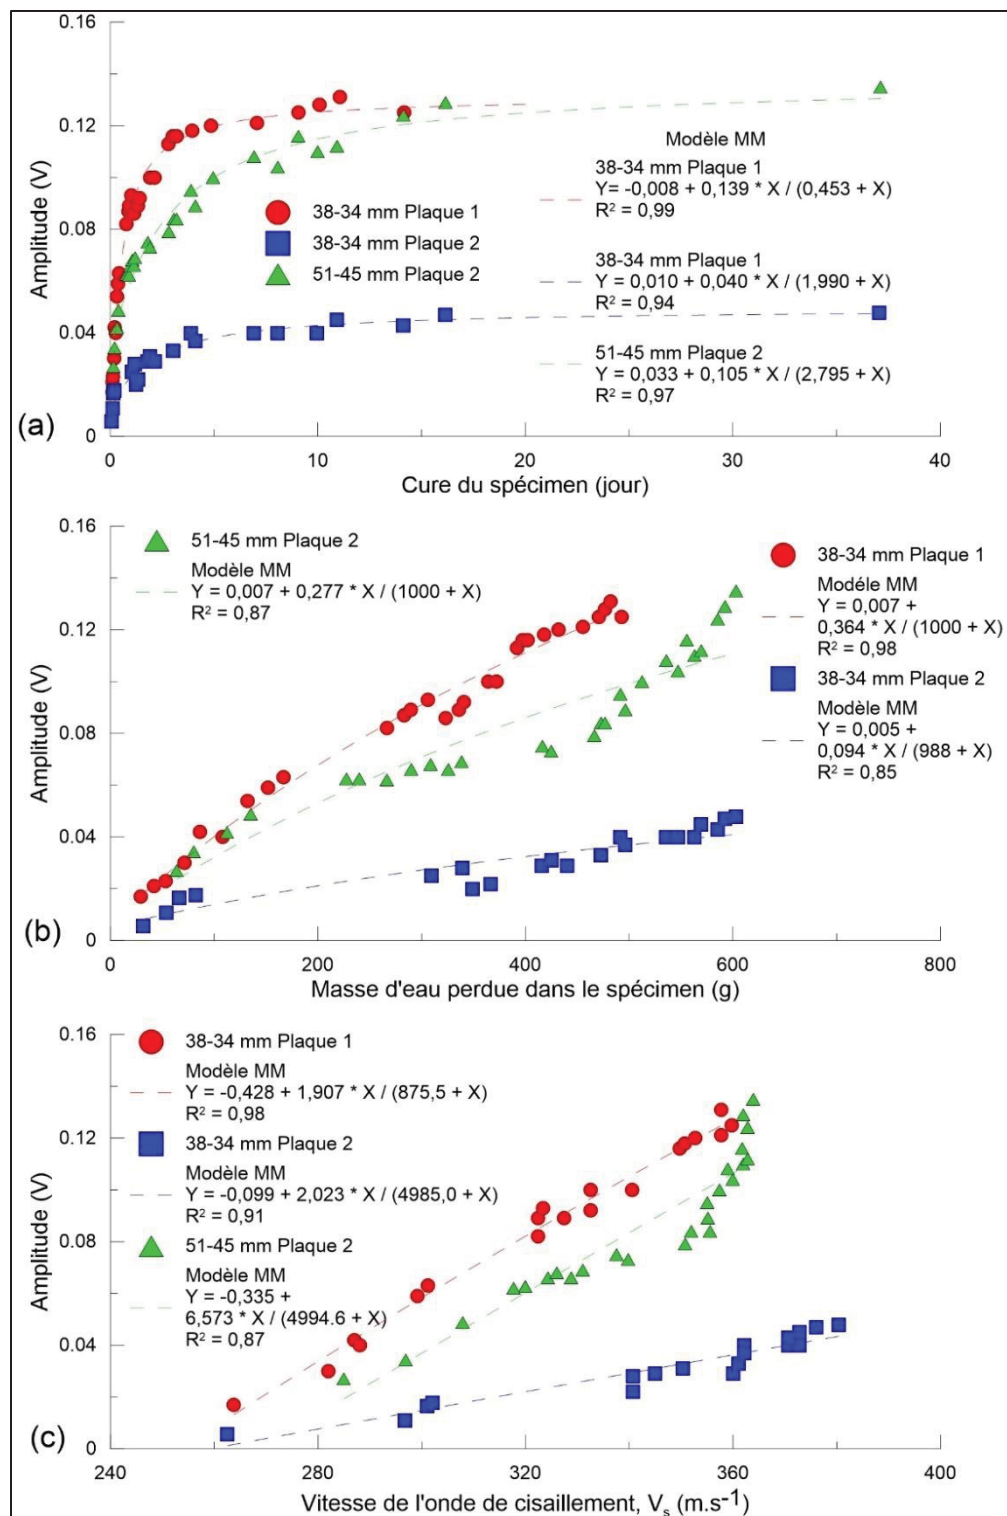 0.16
0.12
0.08
0.04
0
Amplitude (V)
38-34 mm Plaque 1
38-34 mm Plaque 2
51-45 mm Plaque 2
Modèle MM
38-34 mm Plaque 1
Y= -0,008 + 0,139 * X / (0,453 + X)
R² = 0,99
38-34 mm Plaque 1
Y = 0,010 + 0,040 * X / (1,990 + X)
R² = 0,94
51-45 mm Plaque 2
Y = 0,033 + 0,105 * X / (2,795 + X)
R² = 0,97
(a)
0 10 20 30 40
Cure du spécimen (jour)
0.16
0.12
0.08
0.04
0
Amplitude (V)
51-45 mm Plaque 2
Modèle MM
Y = 0,007 + 0,277 * X / (1000 + X)
R² = 0,87
38-34 mm Plaque 1
Modéle MM
Y = 0,007 +
0,364 * X / (1000 + X)
R² = 0,98
38-34 mm Plaque 2
Modèle MM
Y = 0,005 +
0,094 * X / (988 + X)
R² = 0,85
(b)
0 200 400 600 800
Masse d'eau perdue dans le spécimen (g)
0.16
0.12
0.08
0.04
0
Amplitude (V)
38-34 mm Plaque 1
Modèle MM
Y = -0,428 + 1,907 * X / (875,5 + X)
R² = 0,98
38-34 mm Plaque 2
Modèle MM
Y = -0,099 + 2,023 * X / (4985,0 + X)
R² = 0,91
51-45 mm Plaque 2
Modèle MM
Y = -0,335 +
6,573 * X / (4994.6 + X)
R² = 0,87
(c)
240 280 320 360 400
Vitesse de l'onde de cisaillement, Vs (m.s-1)